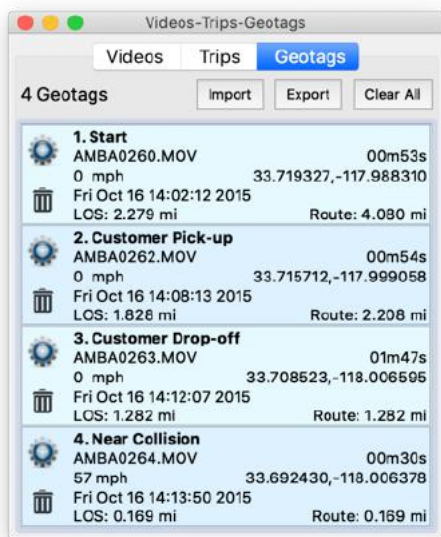 Videos-Trips-Geotags
Videos Trips Geotags
4 Geotags Import Export Clear All
1. Start
AMBA0260.MOV 00m53s
0 mph 33.719327,-117.988310
Fri Oct 16 14:02:12 2015
LOS: 2.279 mi Route: 4.080 mi
2. Customer Pick-up
AMBA0262.MOV 00m54s
0 mph 33.715712,-117.999058
Fri Oct 16 14:08:13 2015
LOS: 1.828 mi Route: 2.208 mi
3. Customer Drop-off
AMBA0263.MOV 01m47s
0 mph 33.708523,-118.006595
Fri Oct 16 14:12:07 2015
LOS: 1.282 mi Route: 1.282 mi
4. Near Collision
AMBA0264.MOV 00m30s
57 mph 33.692430,-118.006378
Fri Oct 16 14:13:50 2015
LOS: 0.169 mi Route: 0.169 mi